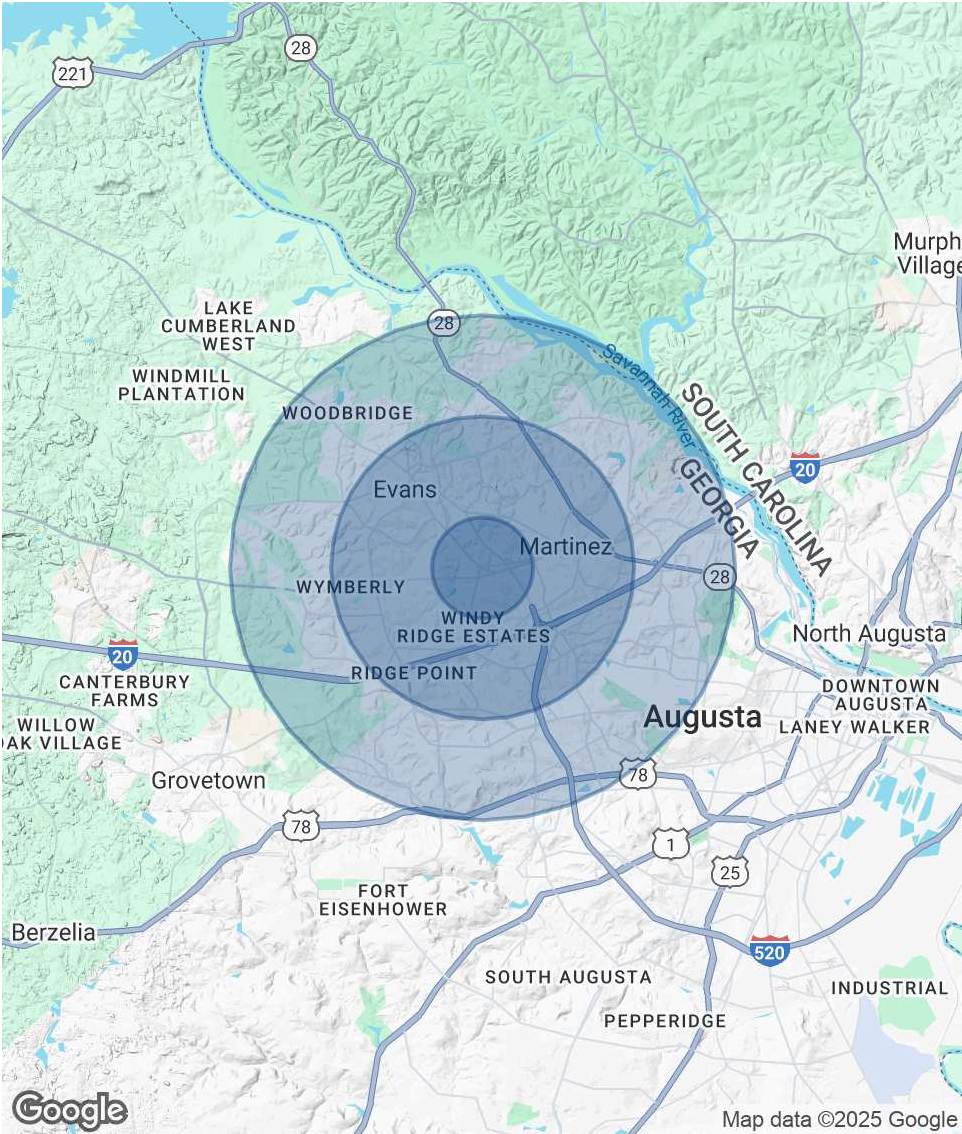 28
221
Murph
Village
LAKE
CUMBERLAND
WEST
28
WINDMILL
PLANTATION
Savannah River
SOUTH CAROLINA
WOODBRIDGE
GEORGIA
20
Evans
Martinez
28
WYMBERLY
WINDY
RIDGE ESTATES
North Augusta
20
RIDGE POINT
CANTERBURY
FARMS
DOWNTOWN
AUGUSTA
Augusta
LANEY WALKER
WILLOW
OAK VILLAGE
Grovetown
78
78
1
25
FORT
EISENHOWER
Berzelia
520
SOUTH AUGUSTA
INDUSTRIAL
PEPPERIDGE
Google
Map data ©2025 Google